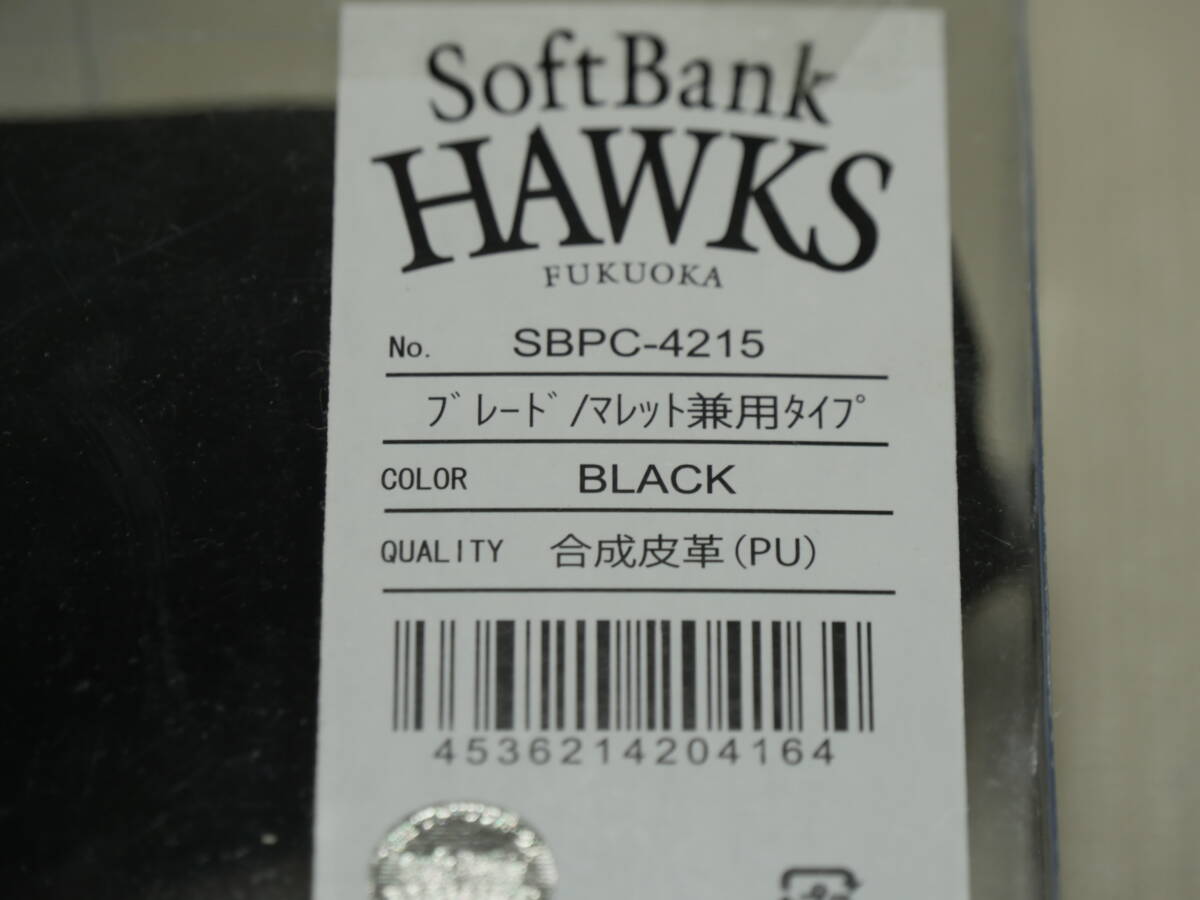 SoftBank
HAWKS
FUKUOKA
No. SBPC-4215
ﾌﾞﾚｰﾄﾞ/ﾏﾚｯﾄ兼用ﾀｲﾌﾟ
COLOR BLACK
QUALITY 合成皮革(PU)
4536214204164